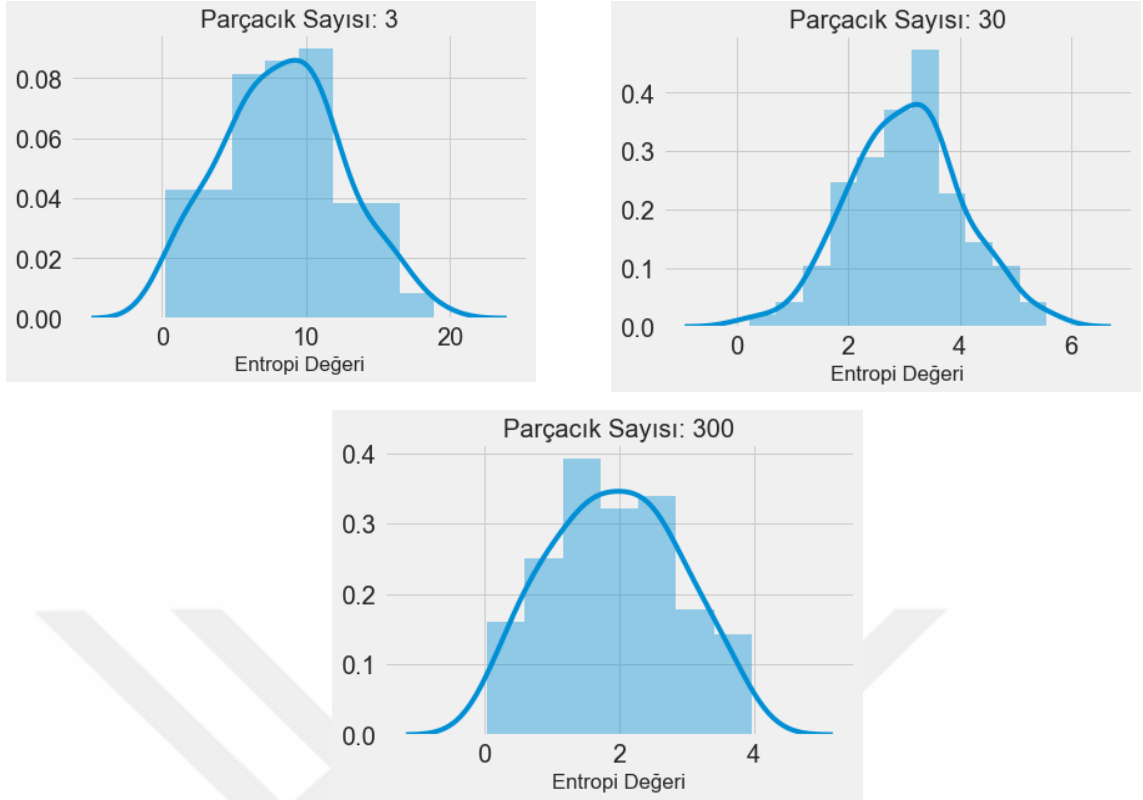 Parçacık Sayısı: 3
0.08
0.06
0.04
0.02
0.00
0 10 20
Entropi Değeri
Parçacık Sayısı: 30
0.4
0.3
0.2
0.1
0.0
0 2 4 6
Entropi Değeri
Parçacık Sayısı: 300
0.4
0.3
0.2
0.1
0.0
0 2 4
Entropi Değeri